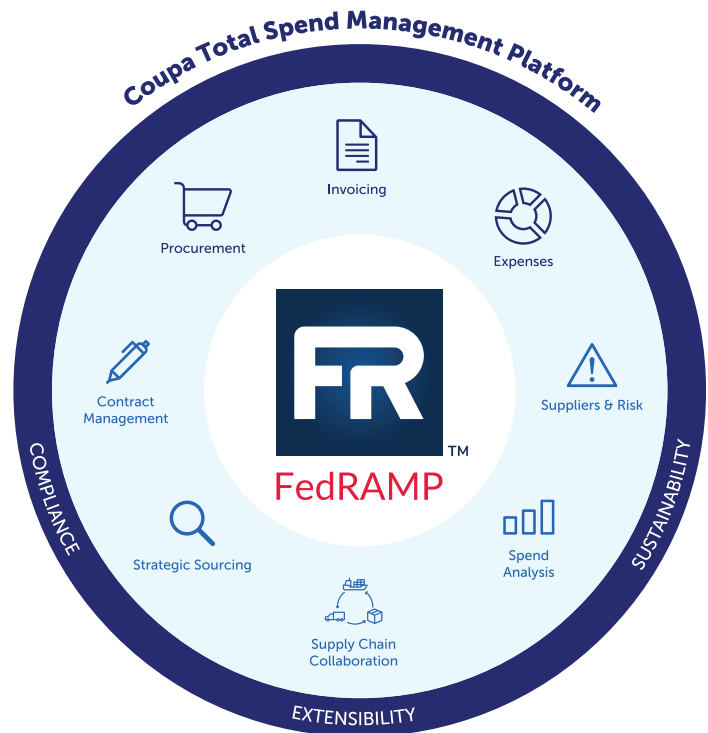 Coupa Total Spend Management Platform
Invoicing
Procurement
Expenses
Contract
Management
Suppliers & Risk
FR
TM
FedRAMP
COMPLIANCE
SUSTAINABILITY
Strategic Sourcing
Spend
Analysis
Supply Chain
Collaboration
EXTENSIBILITY